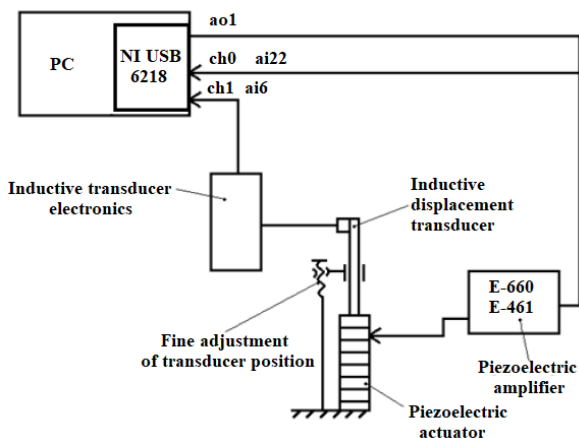 ao1
PC
NI USB
6218
ch0 ai22
ch1 ai6
Inductive transducer
electronics
Inductive
displacement
transducer
E-660
E-461
Fine adjustment
of transducer position
Piezoelectric
amplifier
Piezoelectric
actuator